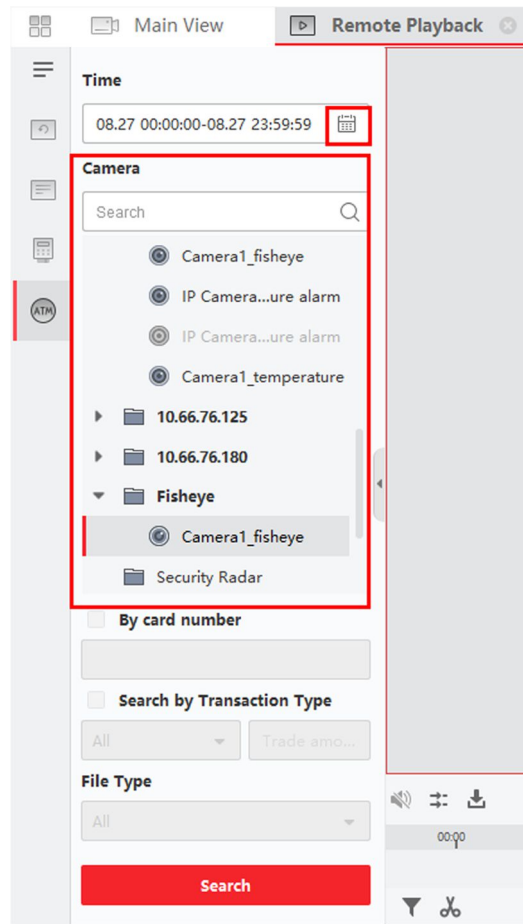 Main View
Remote Playback
Time
08.27 00:00:00-08.27 23:59:59
Camera
Search
Camera1_fisheye
IP Camera...ure alarm
IP Camera...ure alarm
ATM
Camera1_temperature
10.66.76.125
10.66.76.180
Fisheye
Camera1_fisheye
Security Radar
By card number
Search by Transaction Type
All
Trade amo...
File Type
All
00:00
Search